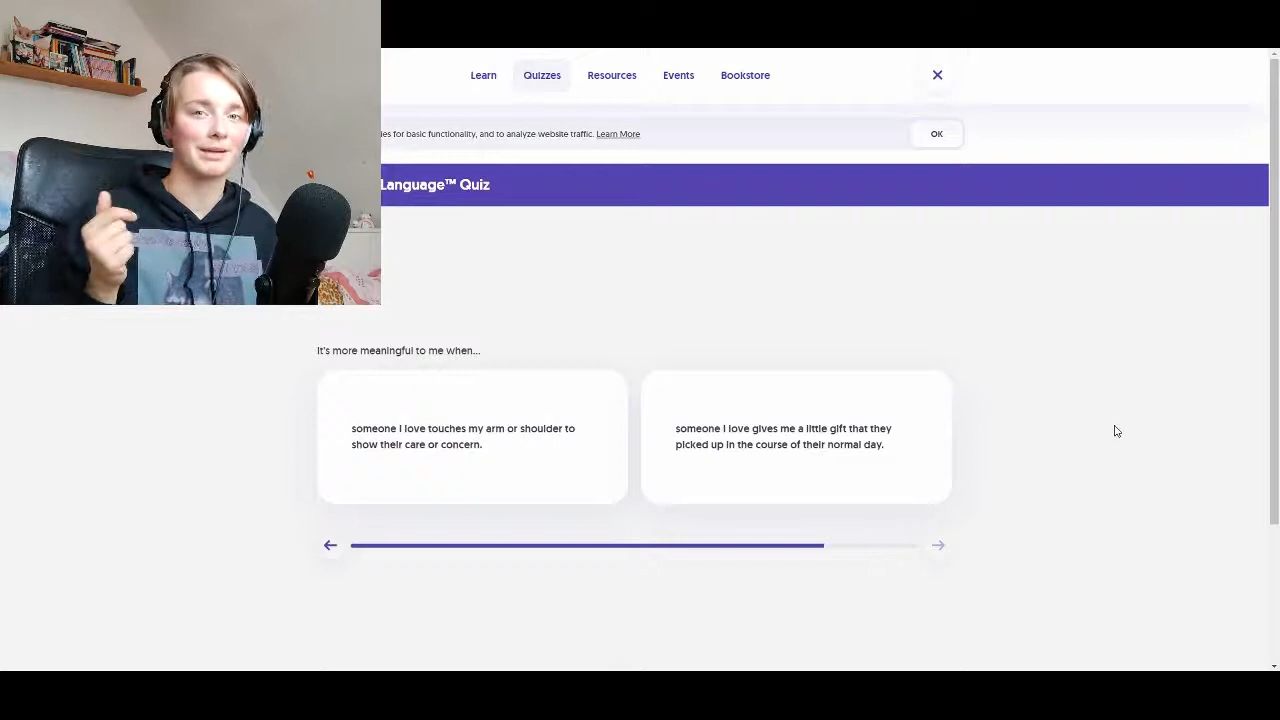 Learn Quizzes Resources Events Bookstore
for basic functionality, and to analyze website traffic. Learn More
OK
Language™ Quiz
It's more meaningful to me when...
someone I love touches my arm or shoulder to
show their care or concern.
someone I love gives me a little gift that they
picked up in the course of their normal day.